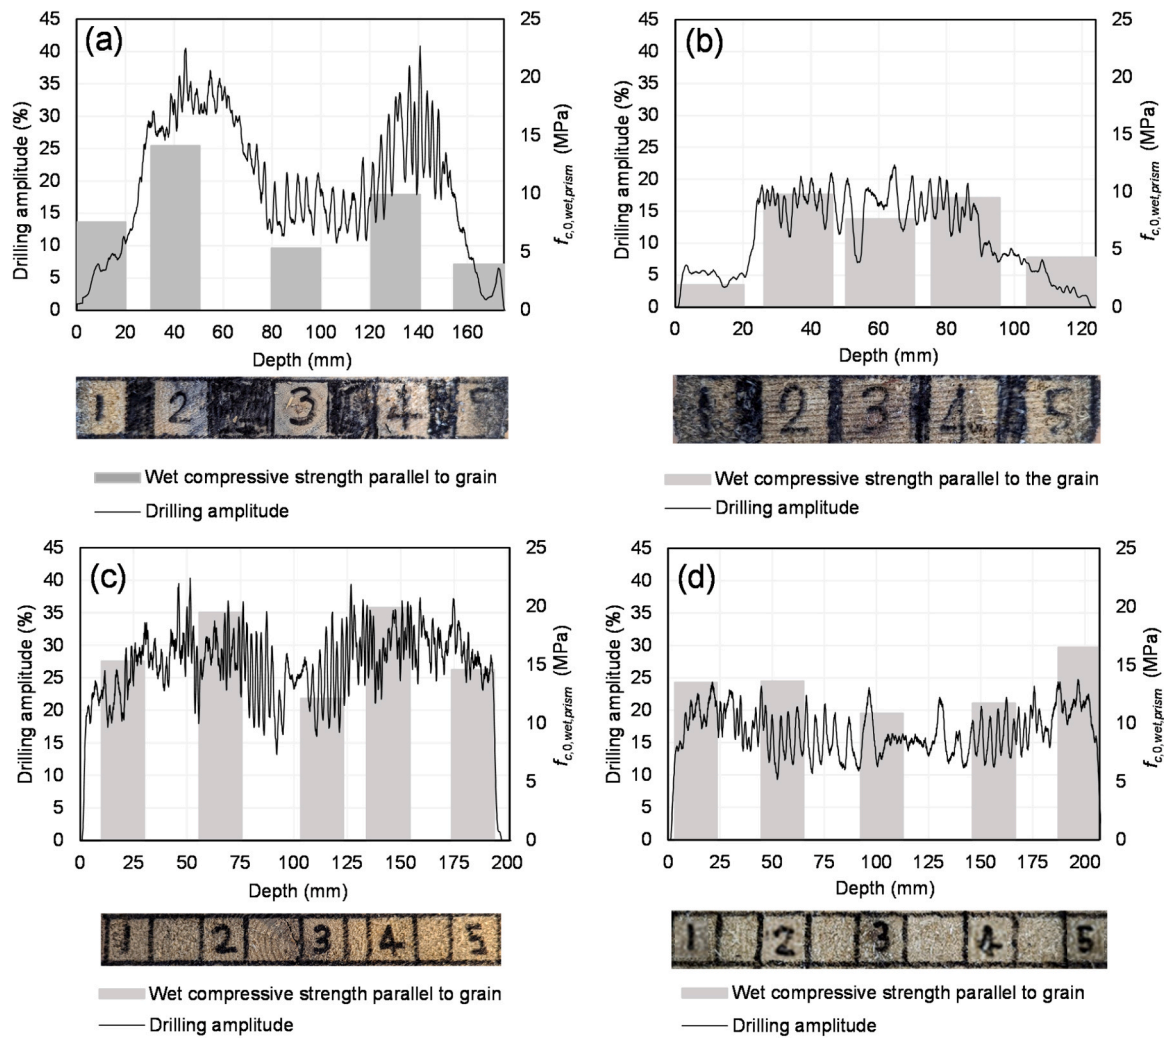 (a)
45
40
35
30
25
20
15
10
5
0
Drilling amplitude (%)
25
20
15
10
5
0
f c,0,wet,prism (MPa)
0 20 40 60 80 100 120 140 160
Depth (mm)
1 2 3 4 5
Wet compressive strength parallel to grain
Drilling amplitude
(b)
45
40
35
30
25
20
15
10
5
0
Drilling amplitude (%)
25
20
15
10
5
0
f c,0,wet,prism (MPa)
0 20 40 60 80 100 120
Depth (mm)
1 2 3 4 5
Wet compressive strength parallel to the grain
Drilling amplitude
(c)
45
40
35
30
25
20
15
10
5
0
Drilling amplitude (%)
25
20
15
10
5
0
f c,0,wet,prism (MPa)
0 25 50 75 100 125 150 175 200
Depth (mm)
1 2 3 4 5
Wet compressive strength parallel to grain
Drilling amplitude
(d)
45
40
35
30
25
20
15
10
5
0
Drilling amplitude (%)
25
20
15
10
5
0
f c,0,wet,prism (MPa)
0 25 50 75 100 125 150 175 200
Depth (mm)
1 2 3 4 5
Wet compressive strength parallel to grain
Drilling amplitude